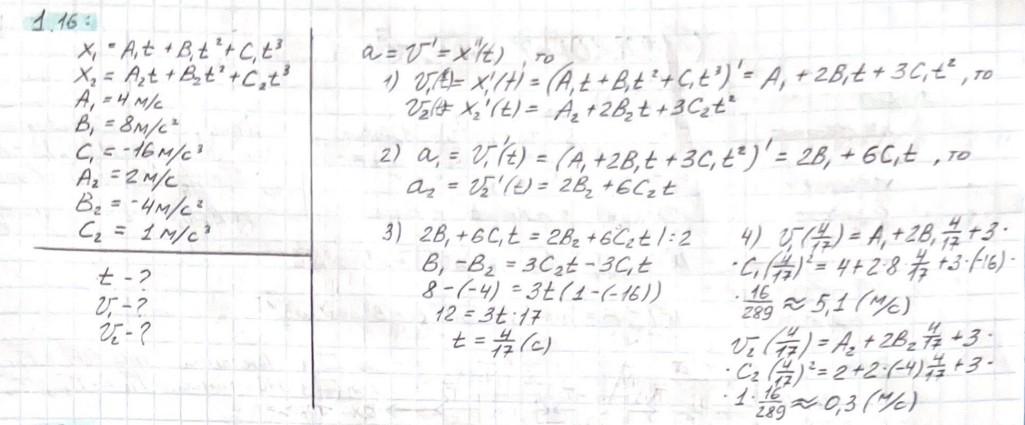 1.16:
x₁ = A₁t + B₁t² + C₁t³
x₂ = A₂t + B₂t² + C₂t³
A₁ = 4 м/с
B₁ = 8 м/с²
C₁ = -16 м/с³
A₂ = 2 м/с
B₂ = -4 м/с²
C₂ = 1 м/с³
t - ?
v₁ - ?
v₂ - ?
a = v' = x''(t), то
1) v₁(t) = x'(t) = (A₁t + B₁t² + C₁t³)' = A₁ + 2B₁t + 3C₁t², то
v₂(t = x₂'(t) = A₂ + 2B₂t + 3C₂t²
2) a₁ = v₁'(t) = (A₁ + 2B₁t + 3C₁t²)' = 2B₁ + 6C₁t, то
a₂ = v₂'(t) = 2B₂ + 6C₂t
3) 2B₁ + 6C₁t = 2B₂ + 6C₂t |:2
B₁ - B₂ = 3C₂t - 3C₁t
8 - (-4) = 3t(1 - (-16))
12 = 3t·17
t = 4/17 (с)
4) v₁(4/17) = A₁ + 2B₁ 4/17 + 3·
·C₁(4/17)² = 4 + 2·8·4/17 + 3·(-16)·
·16/289 ≈ 5,1 (м/с)
v₂(4/17) = A₂ + 2B₂ 4/17 + 3·
·C₂(4/17)² = 2 + 2·(-4) 4/17 + 3·
·1·16/289 ≈ 0,3 (м/с)